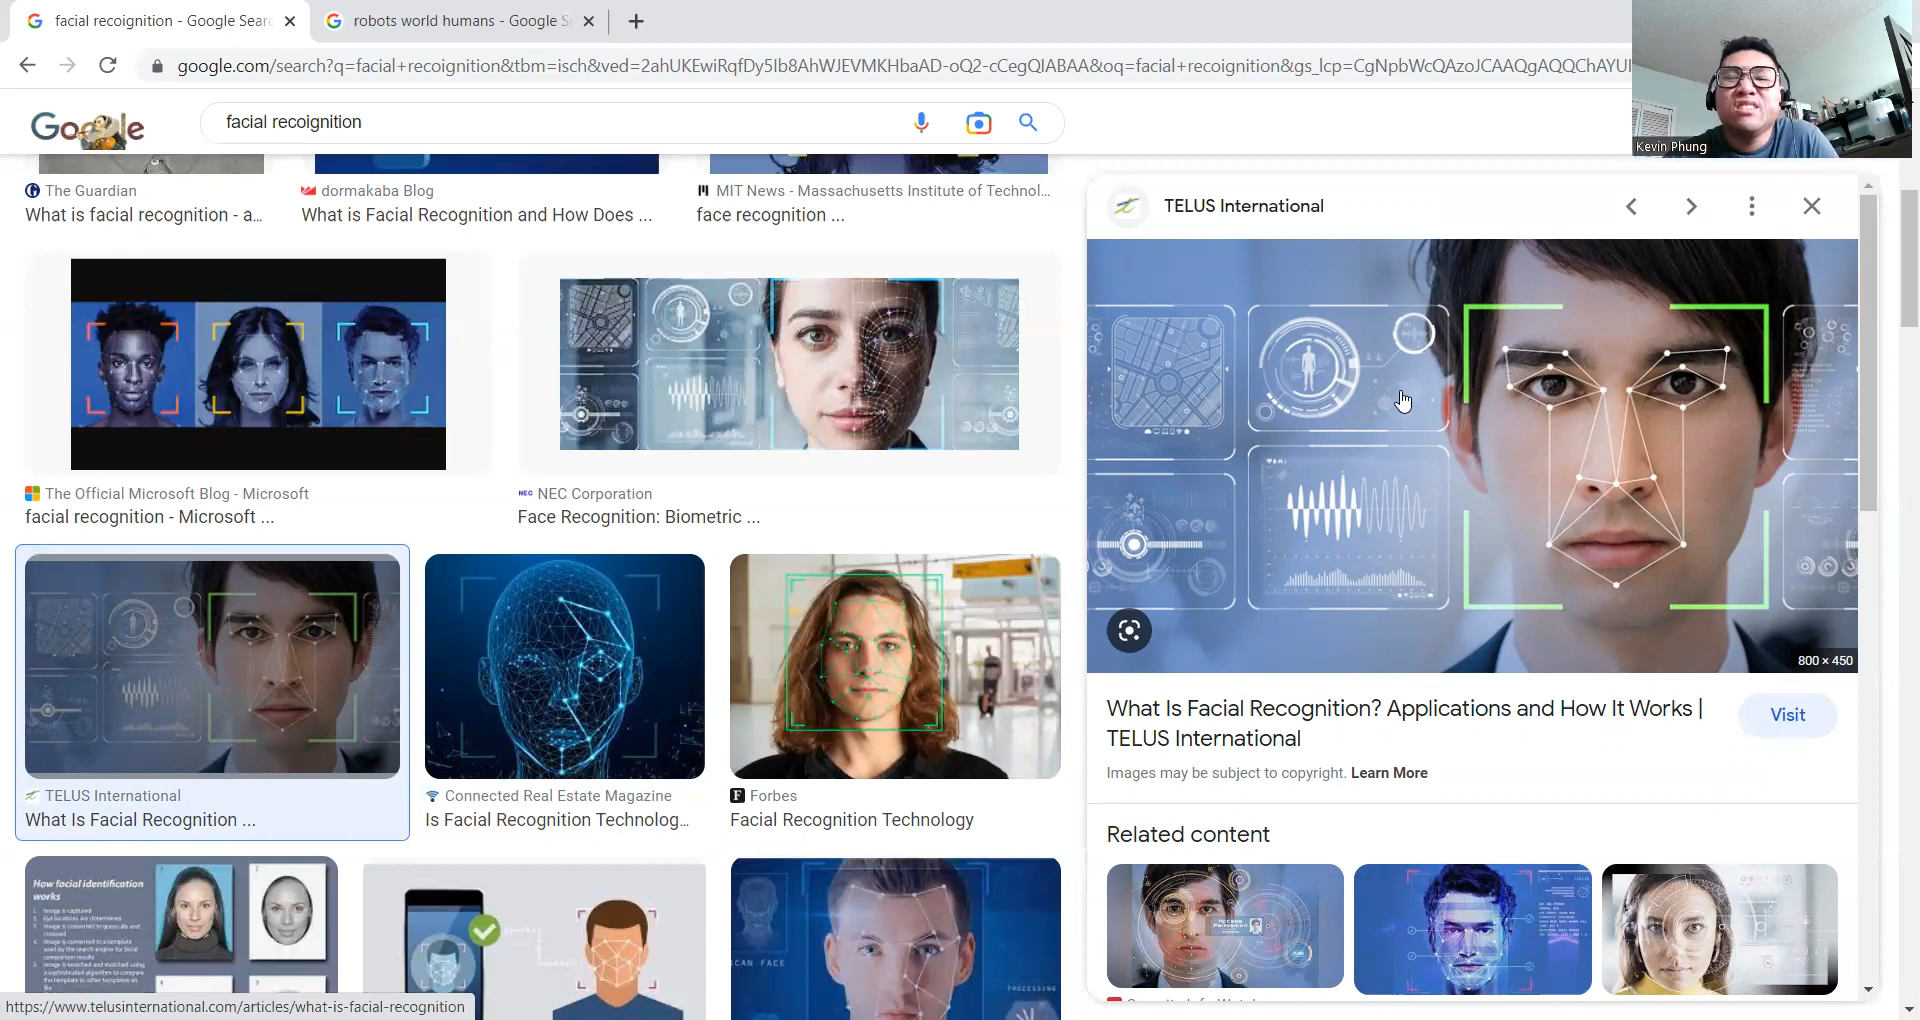 facial recoignition - Google Sear
robots world humans - Google S
google.com/search?q=facial+recoignition&tbm=isch&ved=2ahUKEwiRqfDy5Ib8AhWJEVMKHbaAD-oQ2-cCegQIABAA&oq=facial+recoignition&gs_lcp=CgNpbWcQAzoJCAAQgAQQChAYUI
Google
facial recoignition
Kevin Phung
The Guardian
What is facial recognition - a...
dormakaba Blog
What is Facial Recognition and How Does ...
MIT News - Massachusetts Institute of Technol...
face recognition ...
The Official Microsoft Blog - Microsoft
facial recognition - Microsoft ...
NEC NEC Corporation
Face Recognition: Biometric ...
TELUS International
What Is Facial Recognition ...
Connected Real Estate Magazine
Is Facial Recognition Technolog...
F Forbes
Facial Recognition Technology
How facial identification
works
SCAN FACE
PROCESSING
https://www.telusinternational.com/articles/what-is-facial-recognition
TELUS International
800 × 450
What Is Facial Recognition? Applications and How It Works |
TELUS International
Visit
Images may be subject to copyright. Learn More
Related content